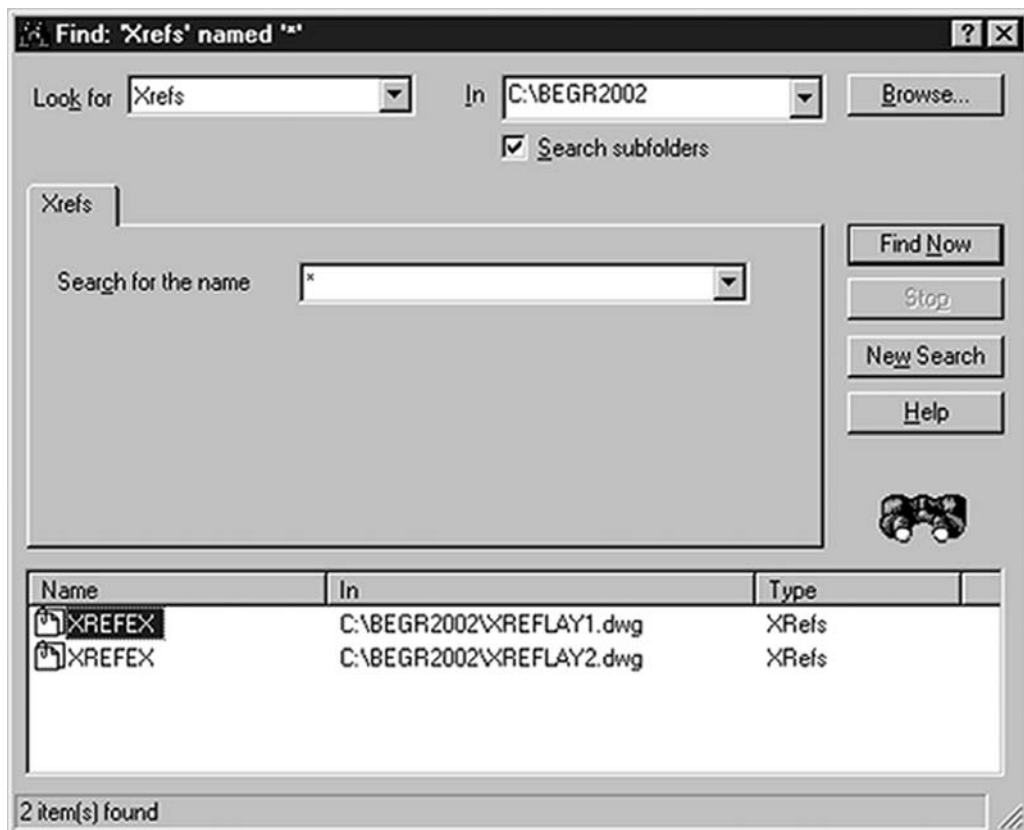 Find: 'Xrefs' named '*'
Look for Xrefs In C:\BEGR2002 Browse...
Search subfolders
Xrefs
Search for the name *
Find Now
Stop
New Search
Help
Name In Type
XREFEX C:\BEGR2002\XREFLAY1.dwg XRefs
XREFEX C:\BEGR2002\XREFLAY2.dwg XRefs
2 item(s) found